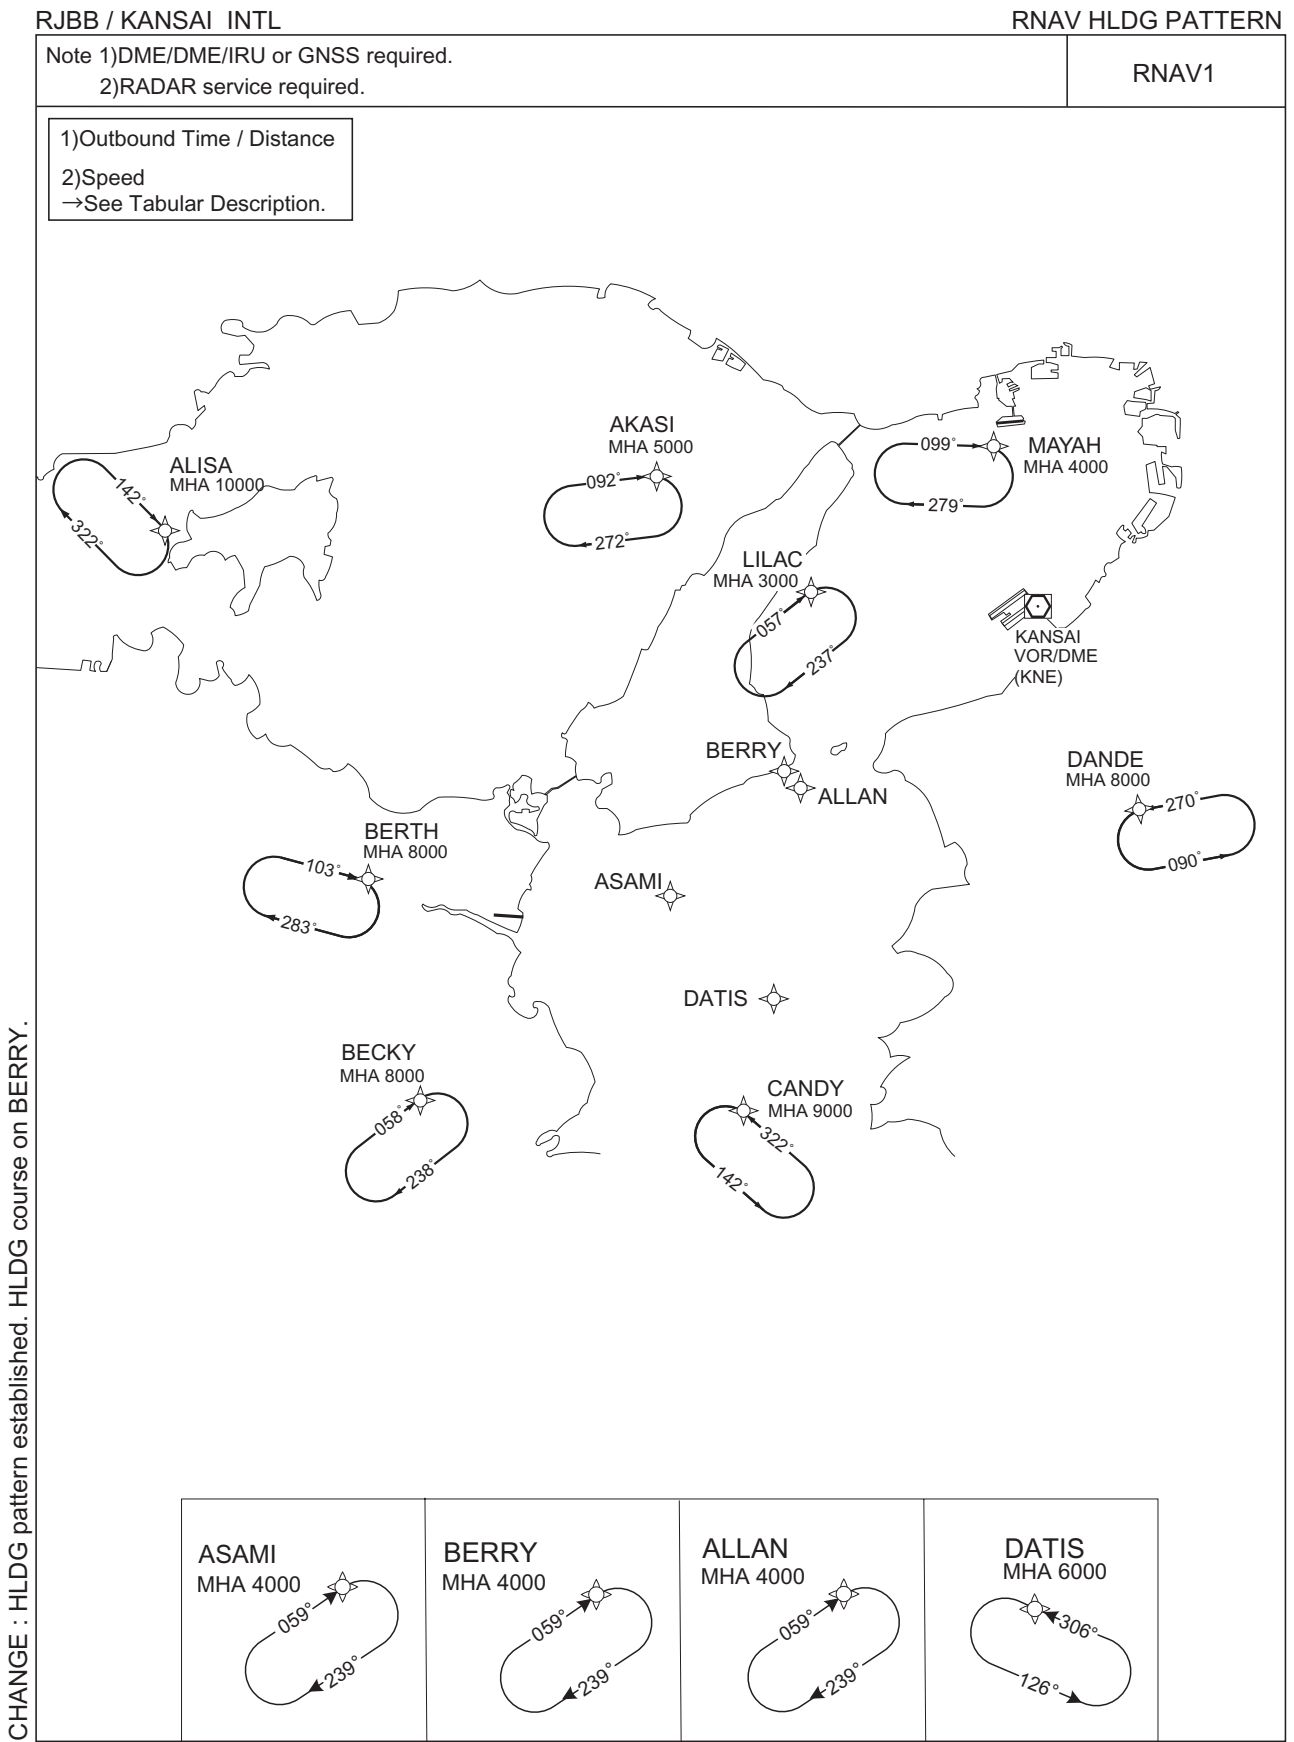 RJBB / KANSAI INTL
RNAV HLDG PATTERN
Note 1)DME/DME/IRU or GNSS required.
2)RADAR service required.
RNAV1
1)Outbound Time / Distance
2)Speed
→See Tabular Description.
AKASI
MHA 5000
092°
272°
099°
279°
MAYAH
MHA 4000
ALISA
MHA 10000
142°
322°
LILAC
MHA 3000
057°
237°
KANSAI
VOR/DME
(KNE)
BERRY
ALLAN
DANDE
MHA 8000
270°
090°
BERTH
MHA 8000
103°
283°
ASAMI
DATIS
BECKY
MHA 8000
058°
238°
CANDY
MHA 9000
322°
142°
ASAMI
MHA 4000
059°
239°
BERRY
MHA 4000
059°
239°
ALLAN
MHA 4000
059°
239°
DATIS
MHA 6000
306°
126°
CHANGE : HLDG pattern established. HLDG course on BERRY.